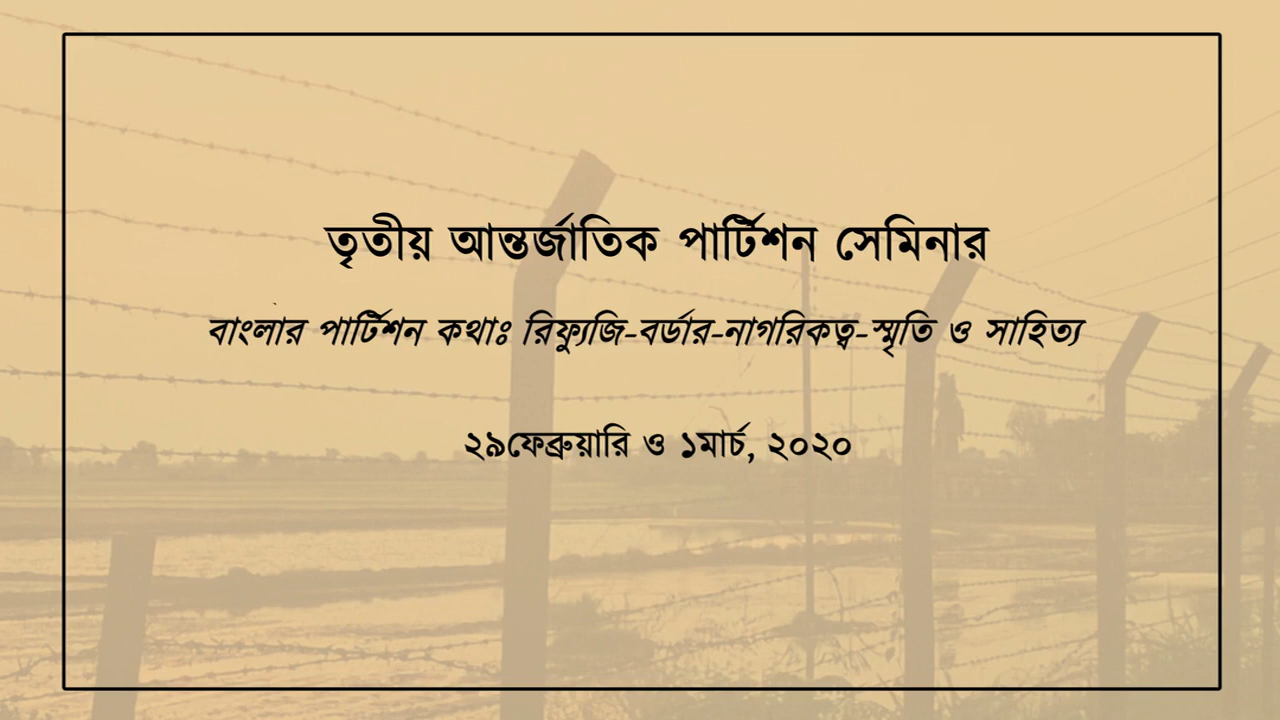 তৃতীয় আন্তর্জাতিক পার্টিশন সেমিনার
বাংলার পার্টিশন কথাঃ রিফ্যুজি-বর্ডার-নাগরিকত্ব-স্মৃতি ও সাহিত্য
২৯ফেব্রুয়ারি ও ১মার্চ, ২০২০